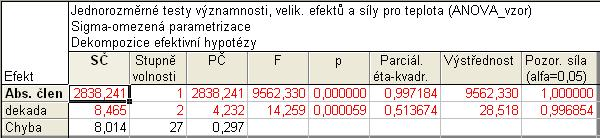 Jednorozměrné testy významnosti, velik. efektů a síly pro teplota (ANOVA_vzor)
Sigma-omezená parametrizace
Dekompozice efektivní hypotézy
Efekt SČ Stupně volnosti PČ F p Parciál. éta-kvadr. Výstřednost Pozor. síla (alfa=0,05)
Abs. člen 2838,241 1 2838,241 9562,330 0,000000 0,997184 9562,330 1,000000
dekada 8,465 2 4,232 14,259 0,000059 0,513674 28,518 0,996854
Chyba 8,014 27 0,297